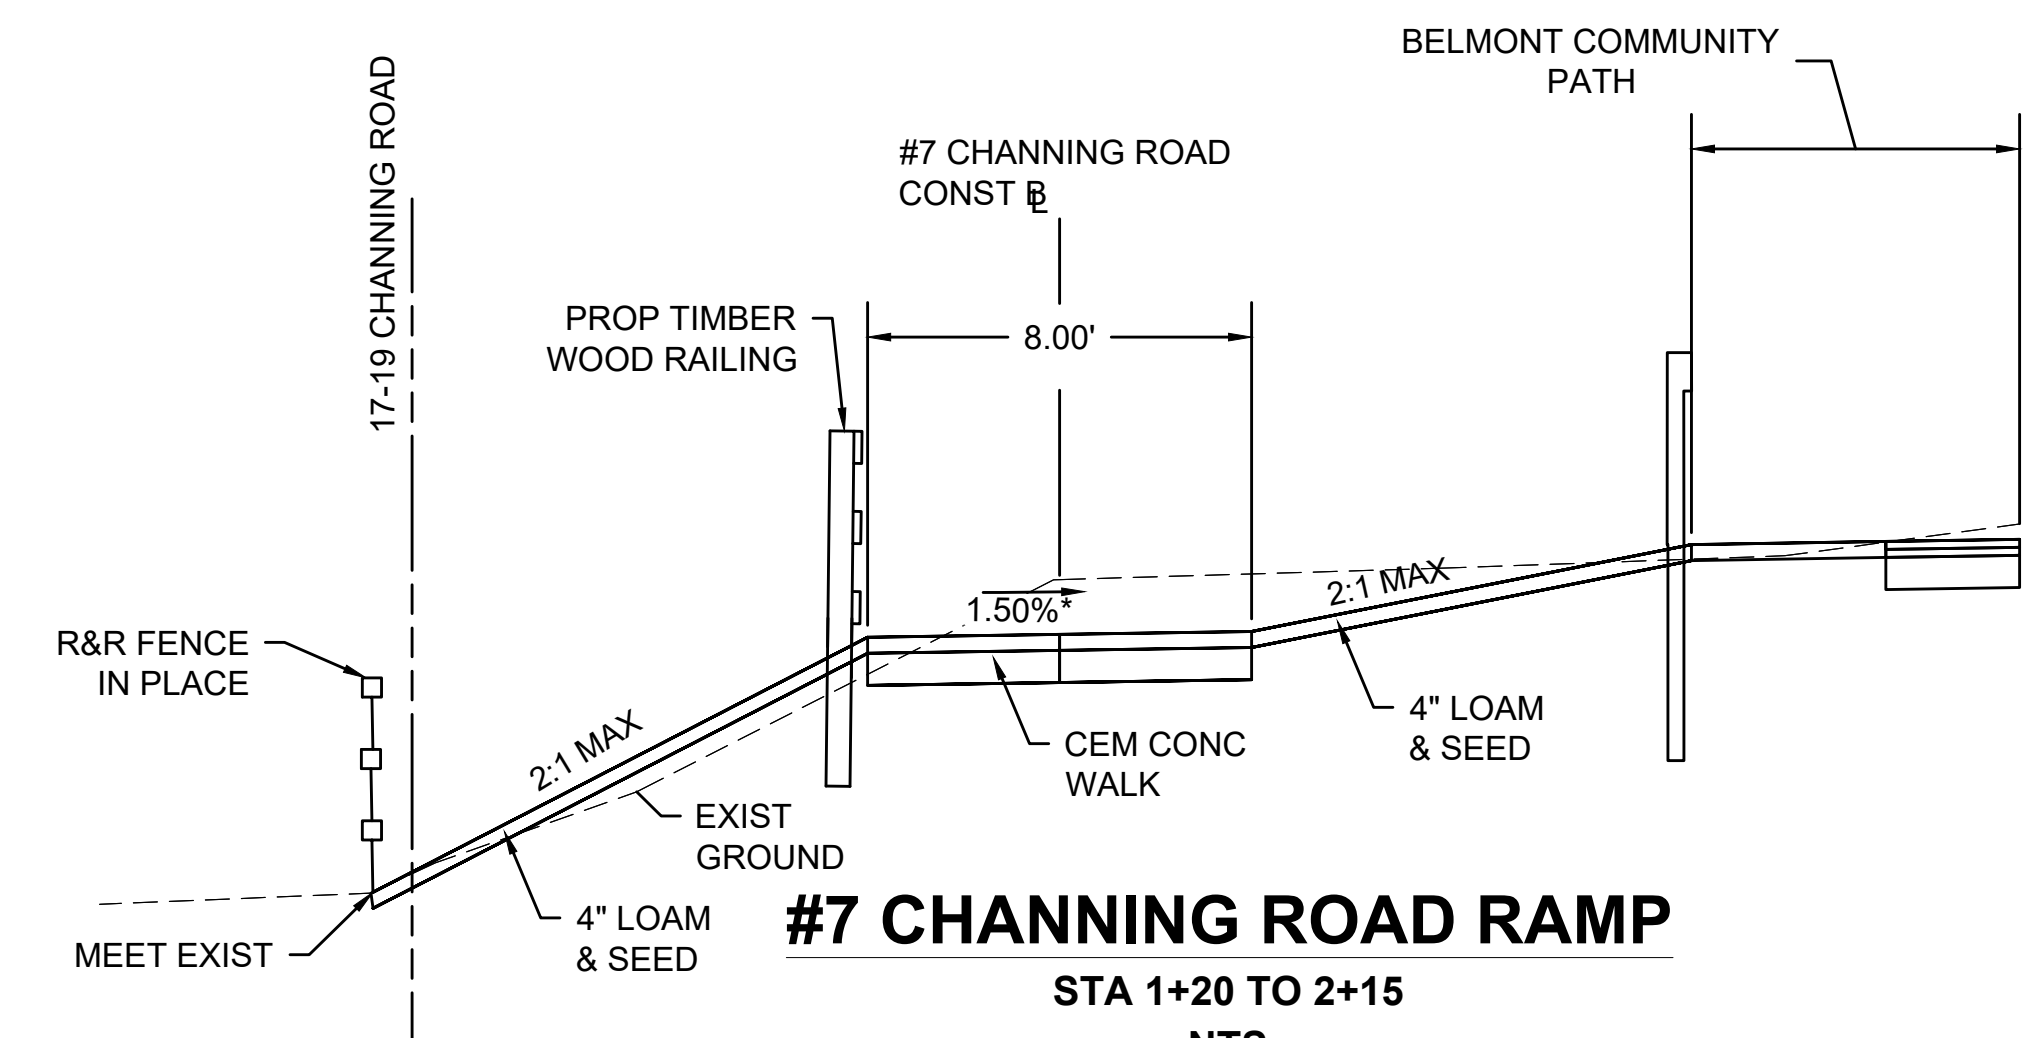 BELMONT COMMUNITY
PATH
17-19 CHANNING ROAD
#7 CHANNING ROAD
CONST BL
PROP TIMBER
WOOD RAILING
8.00'
1.50%*
2:1 MAX
R&R FENCE
IN PLACE
2:1 MAX
4" LOAM
& SEED
CEM CONC
WALK
EXIST
GROUND
4" LOAM
& SEED
MEET EXIST
#7 CHANNING ROAD RAMP
STA 1+20 TO 2+15
NTS